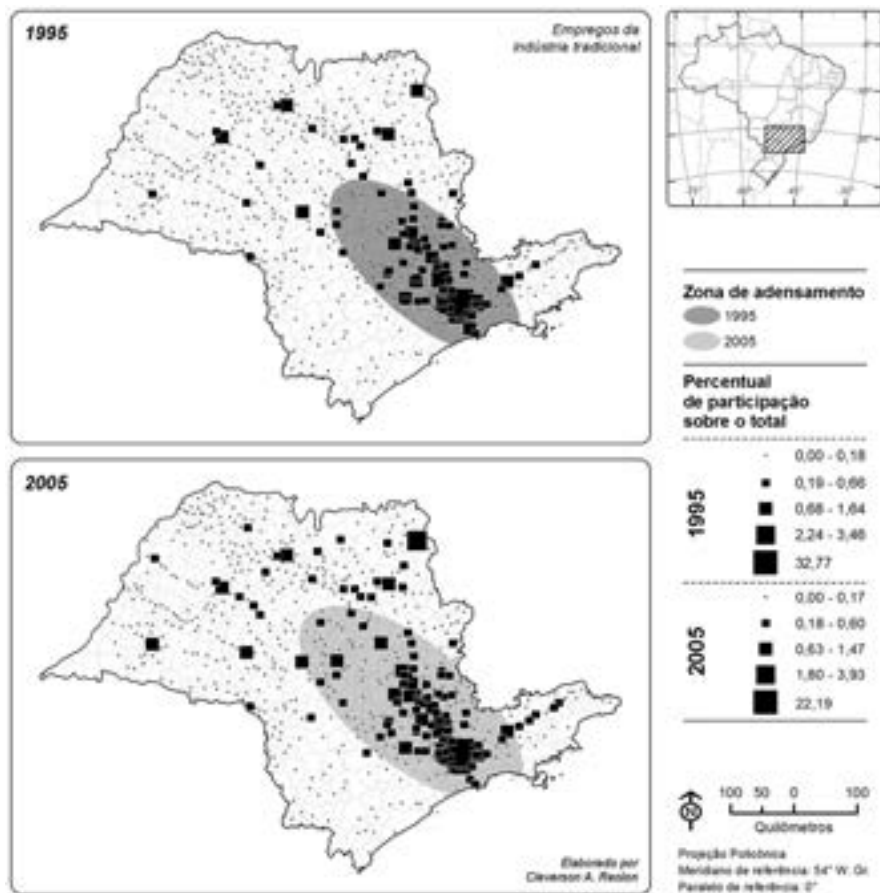 1995
Empregos da
indústria tradicional
Zona de adensamento
1995
2005
Percentual
de participação
sobre o total
1995
0,00 - 0,18
0,19 - 0,66
0,68 - 1,64
2,24 - 3,46
32,77
2005
0,00 - 0,17
0,18 - 0,60
0,63 - 1,47
1,80 - 3,93
22,19
2005
Elaborado por
Cleverson A. Reolon
N
100 50 0 100
Quilômetros
Projeção Policônica
Meridiano de referência: 54° W. Gr.
Paralelo de referência: 0°